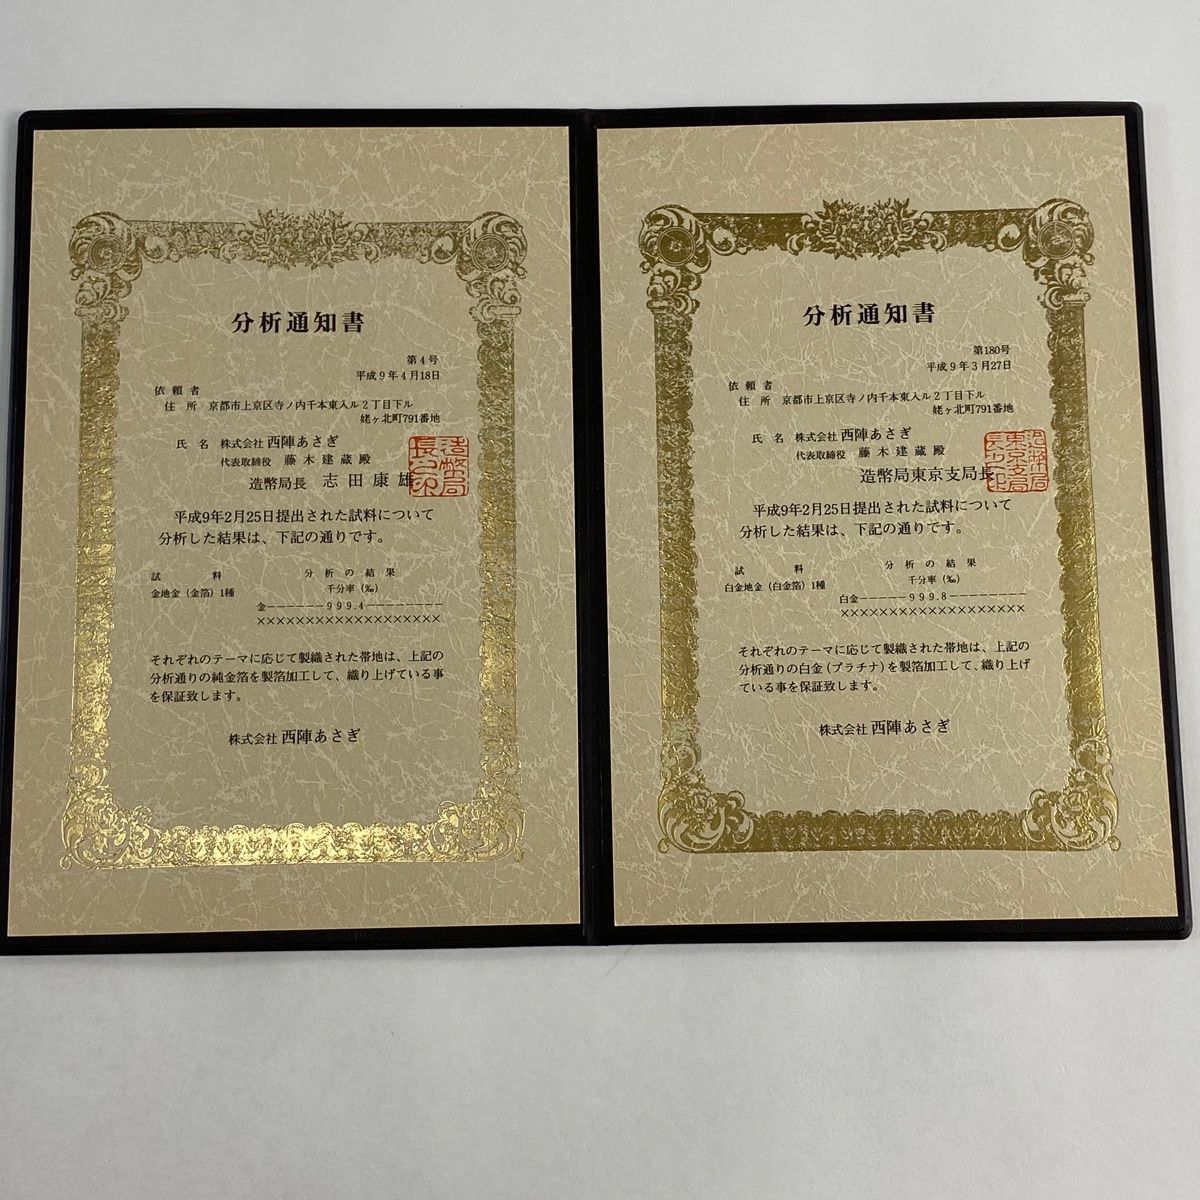 分析通知書
第4号
平成9年4月18日
依頼者
住所 京都市上京区寺ノ内千本東入ル2丁目下ル
姥ヶ北町791番地
氏名 株式会社 西陣あさぎ
代表取締役 藤木建蔵殿
造幣局長 志田康雄
平成9年2月25日提出された試料について
分析した結果は、下記の通りです。
試料 分析の結果
金地金(金箔)1種 千分率(‰)
金――――――999.4――――――――
×××××××××××××××××××
それぞれのテーマに応じて製織された帯地は、上記の
分析通りの純金箔を製箔加工して、織り上げている事
を保証致します。
株式会社 西陣あさぎ
分析通知書
第180号
平成9年3月27日
依頼者
住所 京都市上京区寺ノ内千本東入ル2丁目下ル
姥ヶ北町791番地
氏名 株式会社 西陣あさぎ
代表取締役 藤木建蔵殿
造幣局東京支局長
平成9年2月25日提出された試料について
分析した結果は、下記の通りです。
試料 分析の結果
白金地金(白金箔)1種 千分率(‰)
白金―――――999.8――――――――
×××××××××××××××××××
それぞれのテーマに応じて製織された帯地は、上記の
分析通りの白金(プラチナ)を製箔加工して、織り上げ
ている事を保証致します。
株式会社 西陣あさぎ